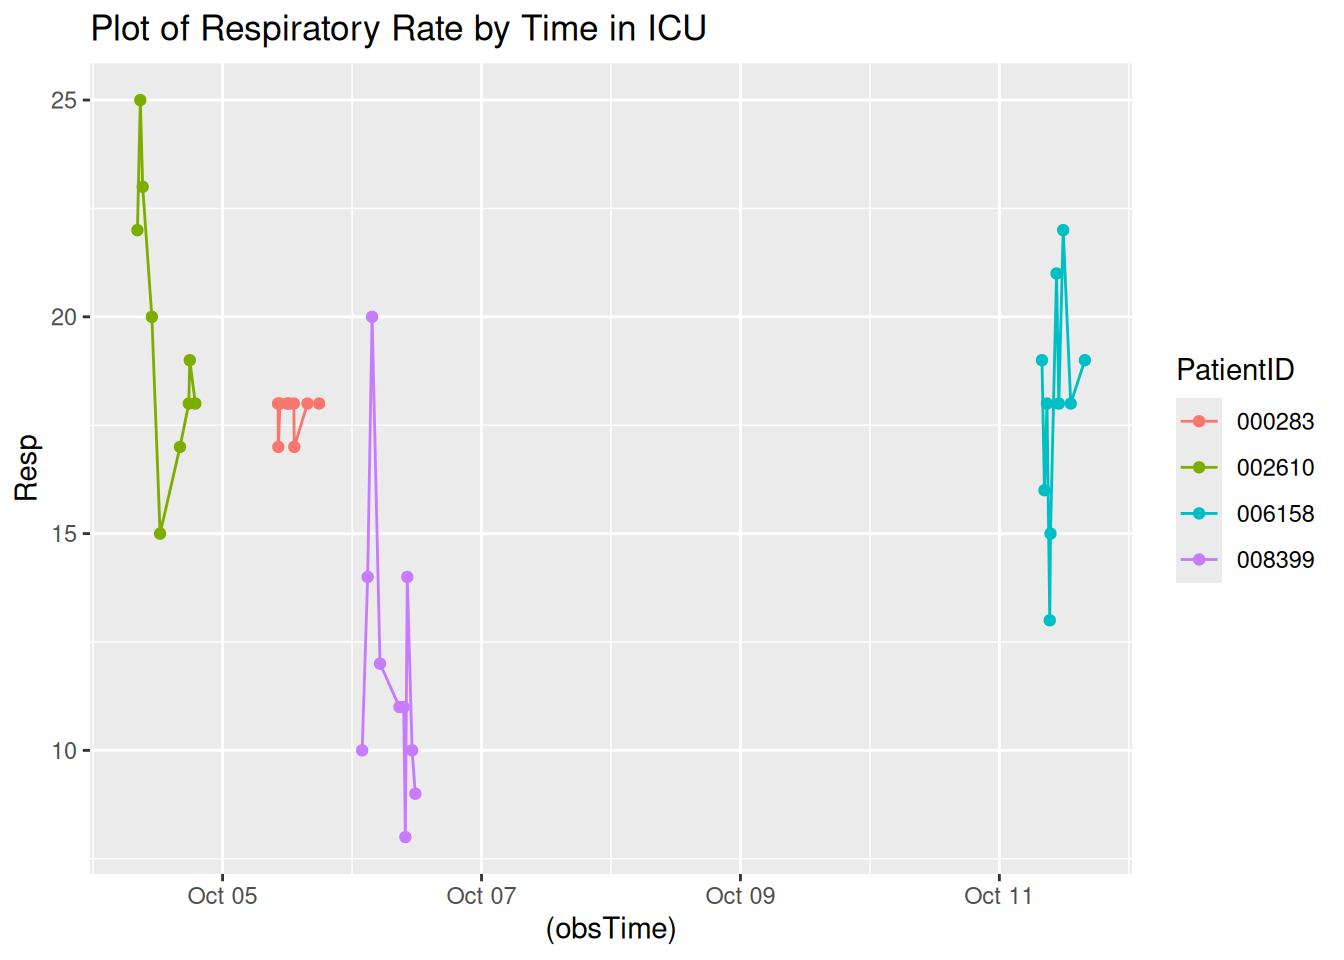 Plot of Respiratory Rate by Time in ICU
25
20
15
10
Resp
Oct 05
Oct 07
Oct 09
Oct 11
(obsTime)
PatientID
000283
002610
006158
008399